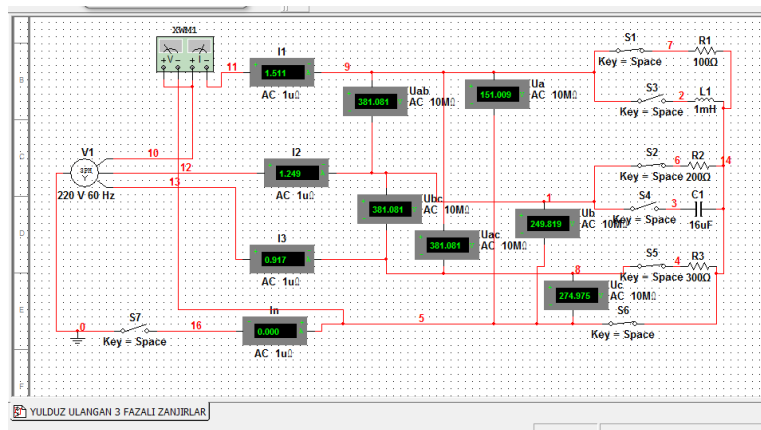 XWM1
S1 7 R1
11 I1 9
+ V - + I -
Key = Space 100Ω
1.511
Uab Ua
S3 2 L1
AC 1uΩ
381.081 AC 10MΩ 151.009 AC 10MΩ
Key = Space 1mH
V1 10 I2
S2 6 R2 14
12 1.249
3PH
Y
13
Key = Space 200Ω
220 V 60 Hz AC 1uΩ
Ubc 1 Ub S4 3 C1
381.081 AC 10MΩ 249.819 AC 10MΩ Key = Space
Uac 16uF
I3 381.081 AC 10MΩ
0.917 8 S5 4 R3
Key = Space 300Ω
AC 1uΩ Uc
274.975 AC 10MΩ
S7 In 5 S6
0 16 0.000
Key = Space AC 1uΩ Key = Space
B
C
D
E
F
YULDUZ ULANGAN 3 FAZALI ZANJIRLAR